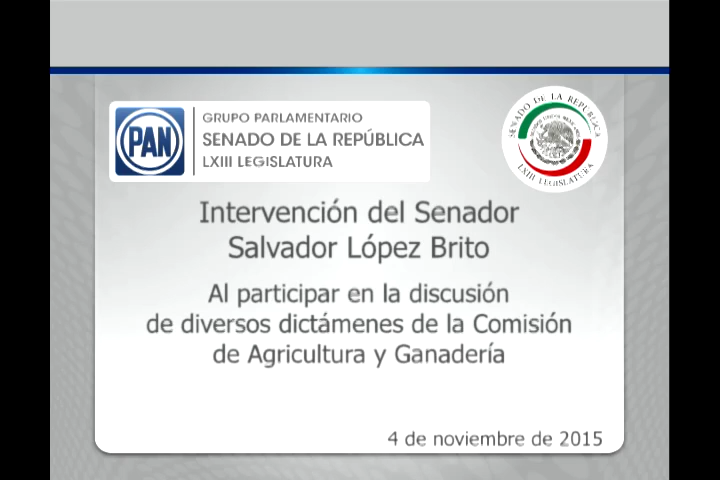 PAN
GRUPO PARLAMENTARIO
SENADO DE LA REPÚBLICA
LXIII LEGISLATURA
SENADO DE LA REPÚBLICA
LXIII LEGISLATURA
Intervención del Senador
Salvador López Brito
Al participar en la discusión
de diversos dictámenes de la Comisión
de Agricultura y Ganadería
4 de noviembre de 2015